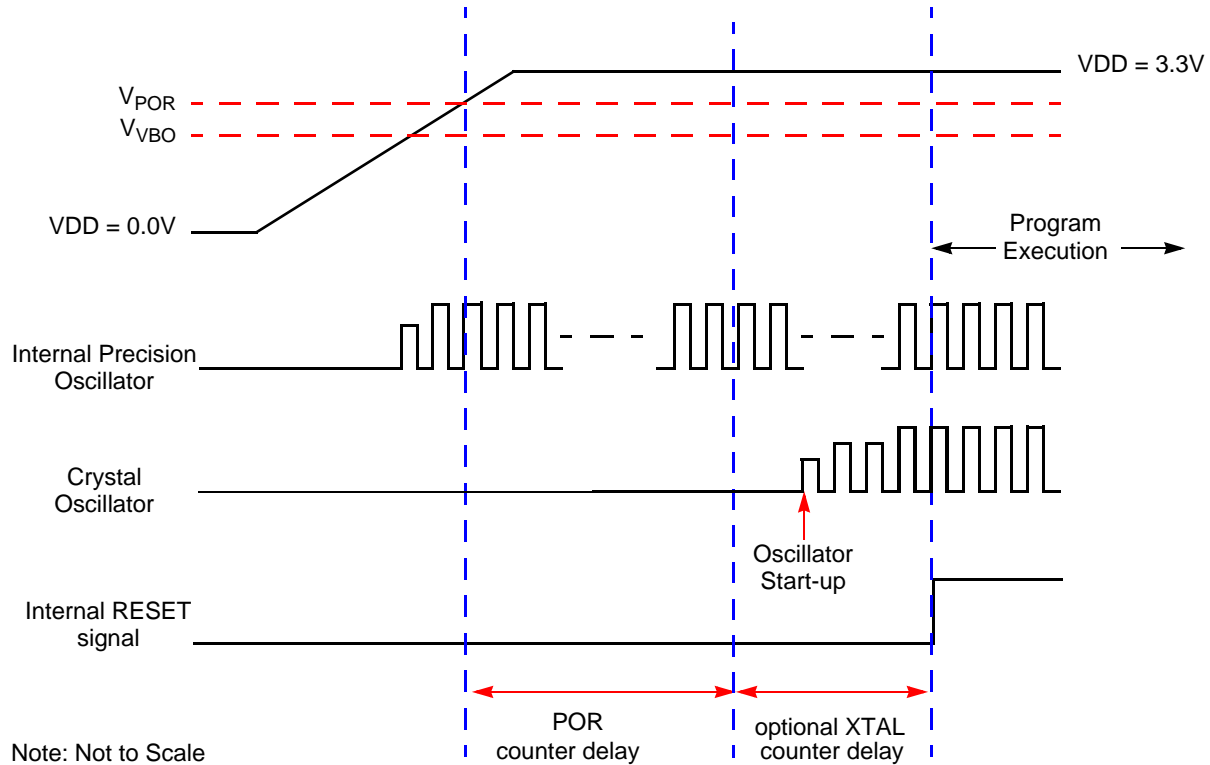 VDD = 3.3V
VPOR
VVBO
VDD = 0.0V
Program
Execution
Internal Precision
Oscillator
Crystal
Oscillator
Oscillator
Start-up
Internal RESET
signal
POR
counter delay
optional XTAL
counter delay
Note: Not to Scale